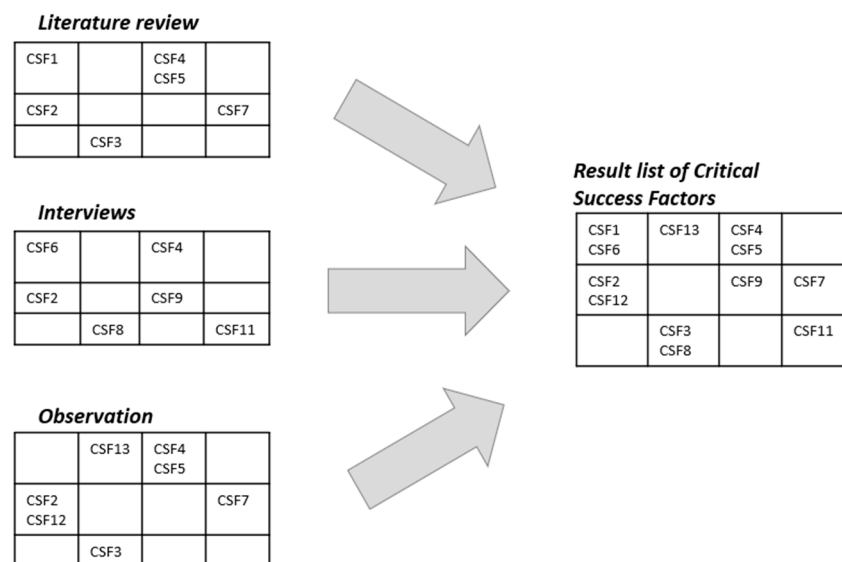 Literature review
CSF1 CSF4
CSF5
CSF2 CSF7
CSF3
Interviews
CSF6 CSF4
CSF2 CSF9
CSF8 CSF11
Observation
CSF13 CSF4
CSF5
CSF2 CSF7
CSF12
CSF3
Result list of Critical
Success Factors
CSF1 CSF13 CSF4
CSF6 CSF5
CSF2 CSF9 CSF7
CSF12
CSF3 CSF11
CSF8